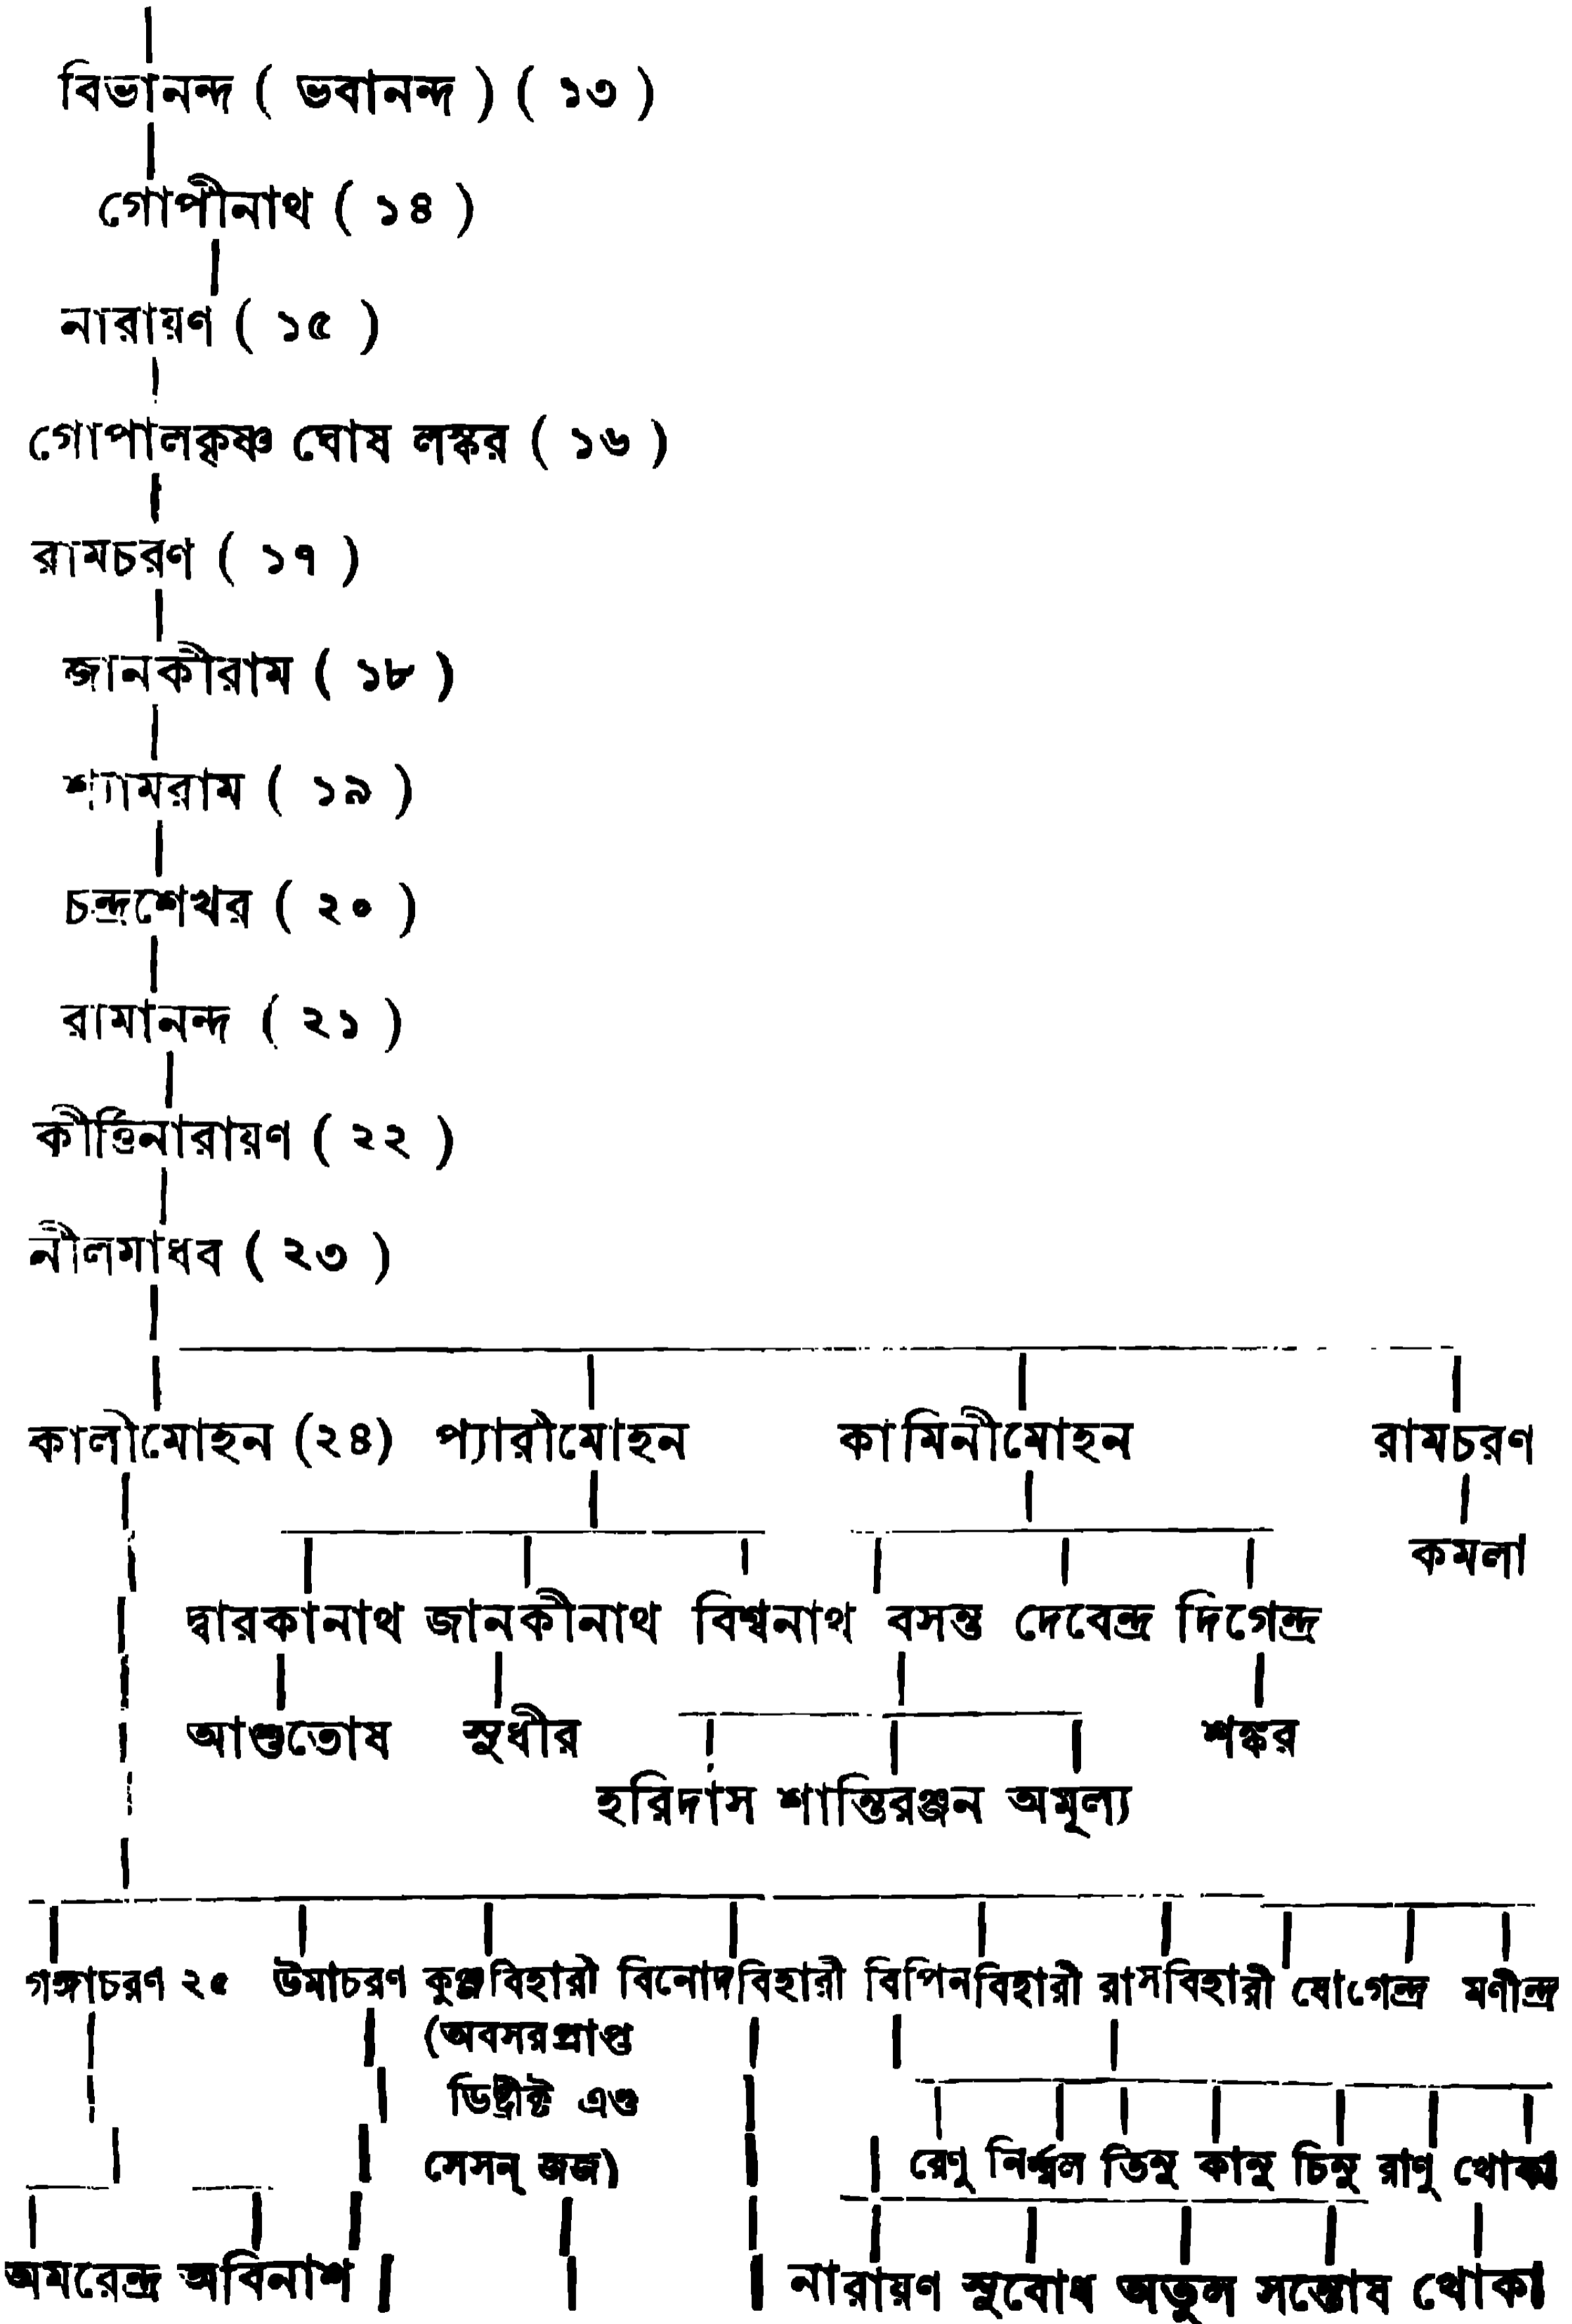 বিভানন্দ ( ভবানন্দ ) ( ১৩ )
গোপীনাথ ( ১৪ )
নারায়ণ ( ১৫ )
গোপালকৃষ্ণ ঘোষ লস্কর ( ১৬ )
রামচরণ ( ১৭ )
জানকীরাম ( ১৮ )
শ্যামরাম ( ১৯ )
চন্দ্রশেখর ( ২০ )
রামানন্দ ( ২১ )
কীর্ত্তিনারায়ণ ( ২২ )
নীলমাধব ( ২৩ )
কালীমোহন (২৪) প্যারীমোহন কামিনীমোহন রামচরণ
কমলা
দ্বারকানাথ জানকীনাথ বিশ্বনাথ বসন্ত দেবেন্দ্র দিগেন্দ্র
আশুতোষ সুধীর শঙ্কর
হরিদাস শান্তিরঞ্জন অমূল্য
গঙ্গাচরণ ২৫ উমাচরণ কুঞ্জবিহারী বিনোদবিহারী বিপিনবিহারী রাসবিহারী যোগেন্দ্র মণীন্দ্র
(অবসরপ্রাপ্ত
ডিষ্ট্রীক্ট এণ্ড
সেসন্ জজ) রেণু নির্ম্মল তিনু কানু চিনু রাণু খোকা
অমরেন্দ্র অবিনাশ নারায়ণ সুবোধ অতুল সন্তোষ খোকা